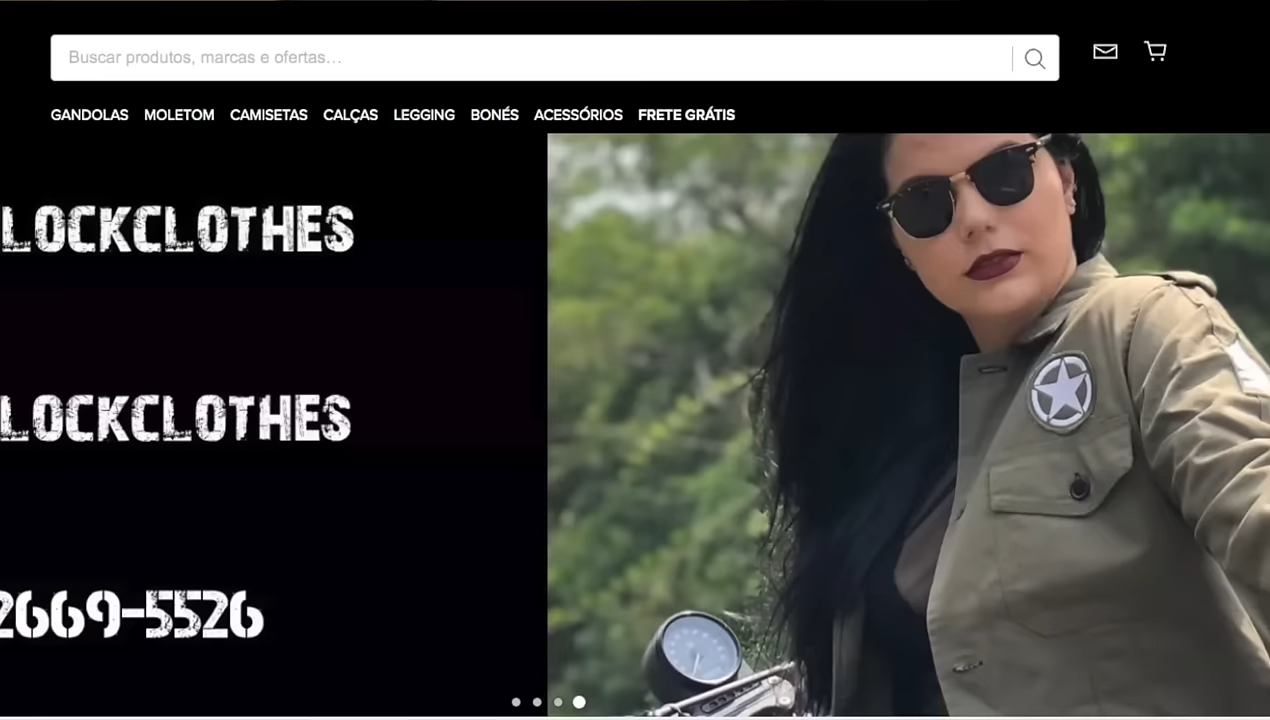 Buscar produtos, marcas e ofertas...
GANDOLAS MOLETOM CAMISETAS CALÇAS LEGGING BONÉS ACESSÓRIOS FRETE GRÁTIS
LOCKCLOTHES
LOCKCLOTHES
2669-5526